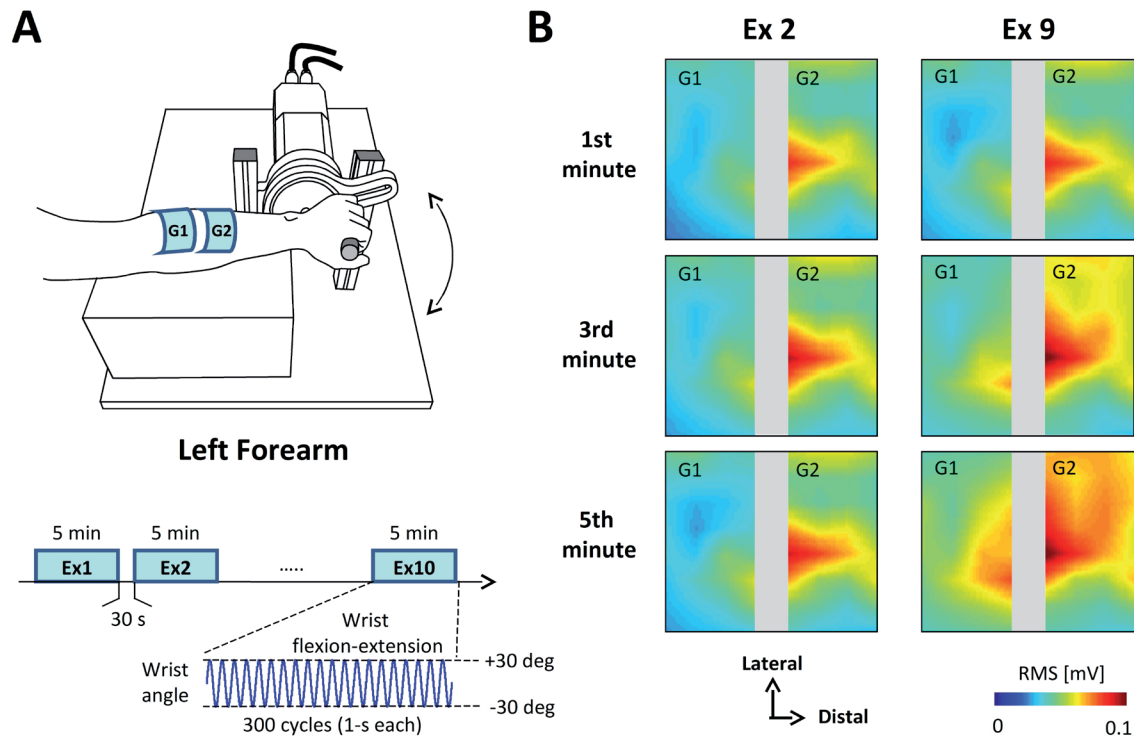 A
G1
G2
Left Forearm
5 min
5 min
5 min
Ex1
Ex2
.....
Ex10
30 s
Wrist
flexion-extension
Wrist
angle
+30 deg
-30 deg
300 cycles (1-s each)
B
Ex 2
Ex 9
1st
minute
G1
G2
G1
G2
3rd
minute
G1
G2
G1
G2
5th
minute
G1
G2
G1
G2
Lateral
Distal
RMS [mV]
0
0.1